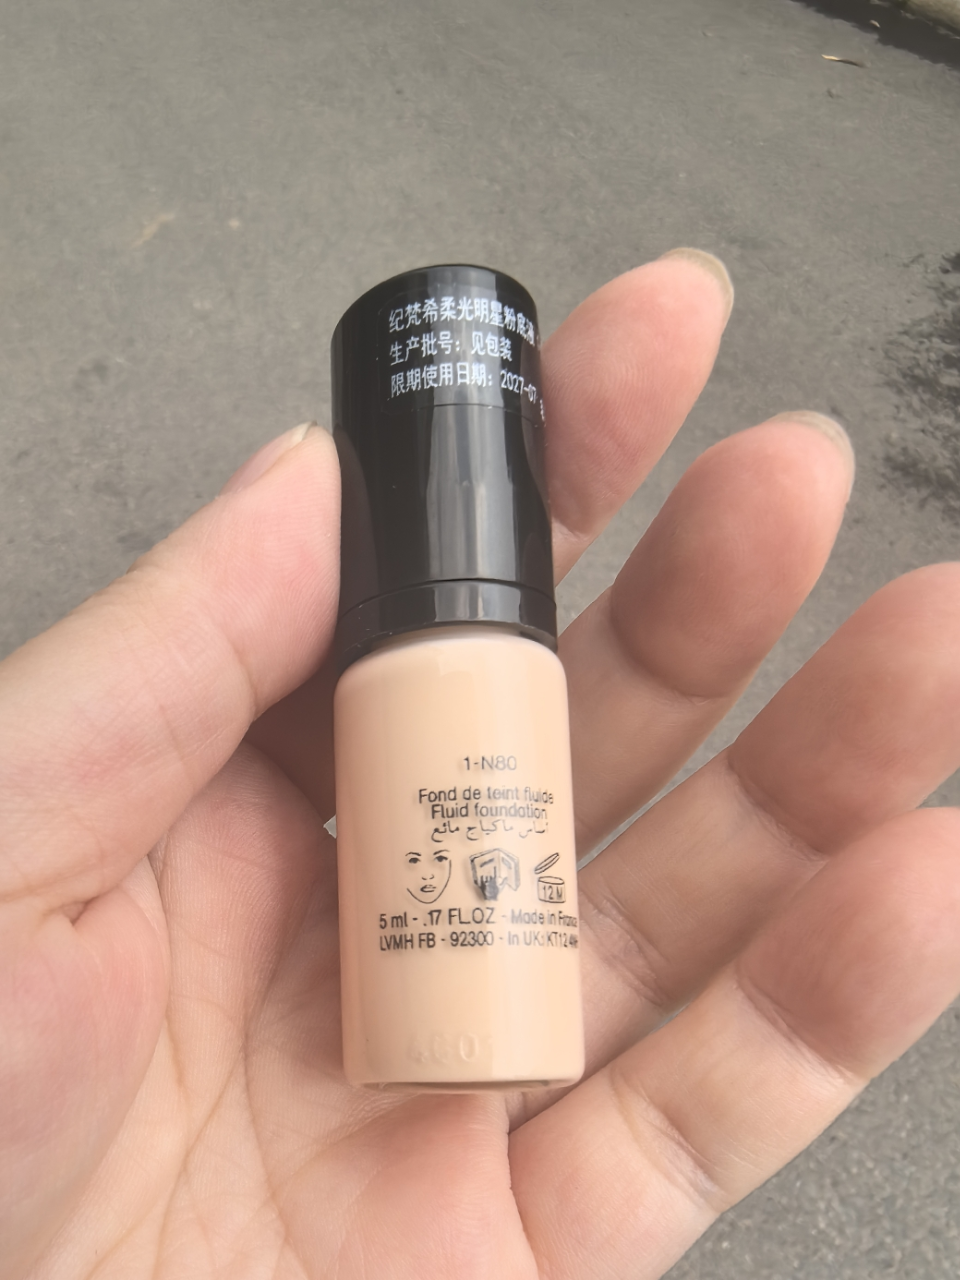 纪梵希柔光明星粉底液
生产批号：见包装
限期使用日期：2027-07
1-N80
Fond de teint fluide
Fluid foundation
أساس ماكياج مائع
12 M
5 ml - .17 FL.OZ - Made in France
LVMH FB - 92300 - In UK: KT12